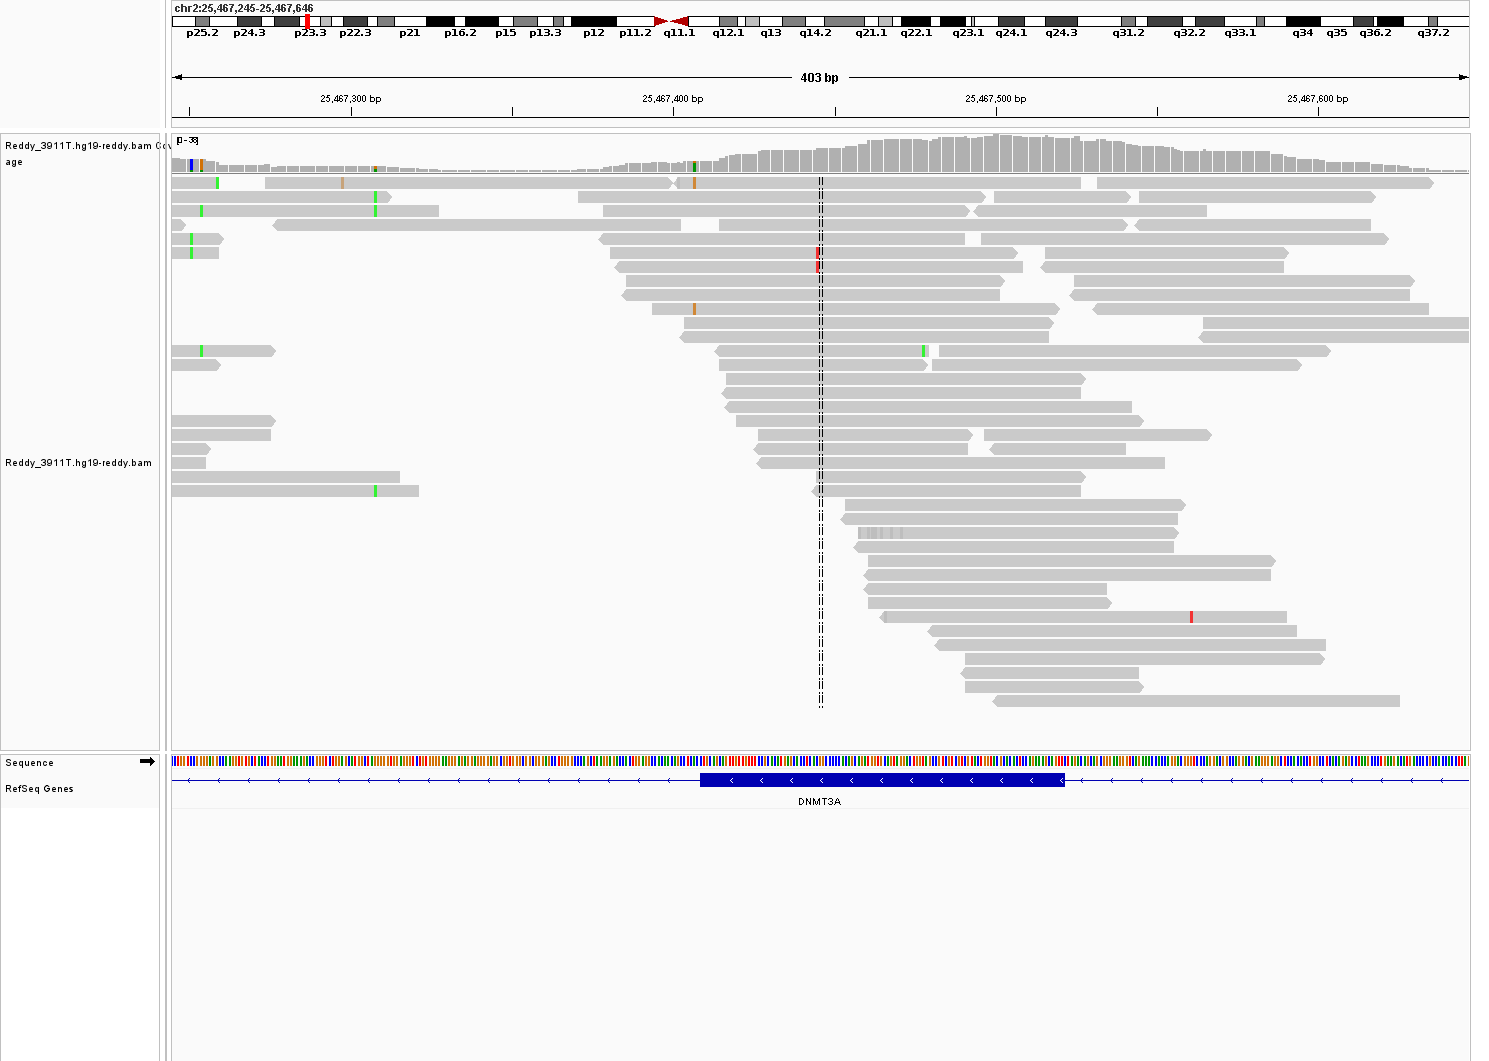 chr2:25,467,245-25,467,646
p25.2 p24.3 p23.3 p22.3 p21 p16.2 p15 p13.3 p12 p11.2 q11.1 q12.1 q13 q14.2 q21.1 q22.1 q23.1 q24.1 q24.3 q31.2 q32.2 q33.1 q34 q35 q36.2 q37.2
403 bp
25,467,300 bp 25,467,400 bp 25,467,500 bp 25,467,600 bp
Reddy_3911T.hg19-reddy.bam Cov
age
[0-38]
Reddy_3911T.hg19-reddy.bam
Sequence
RefSeq Genes
DNMT3A